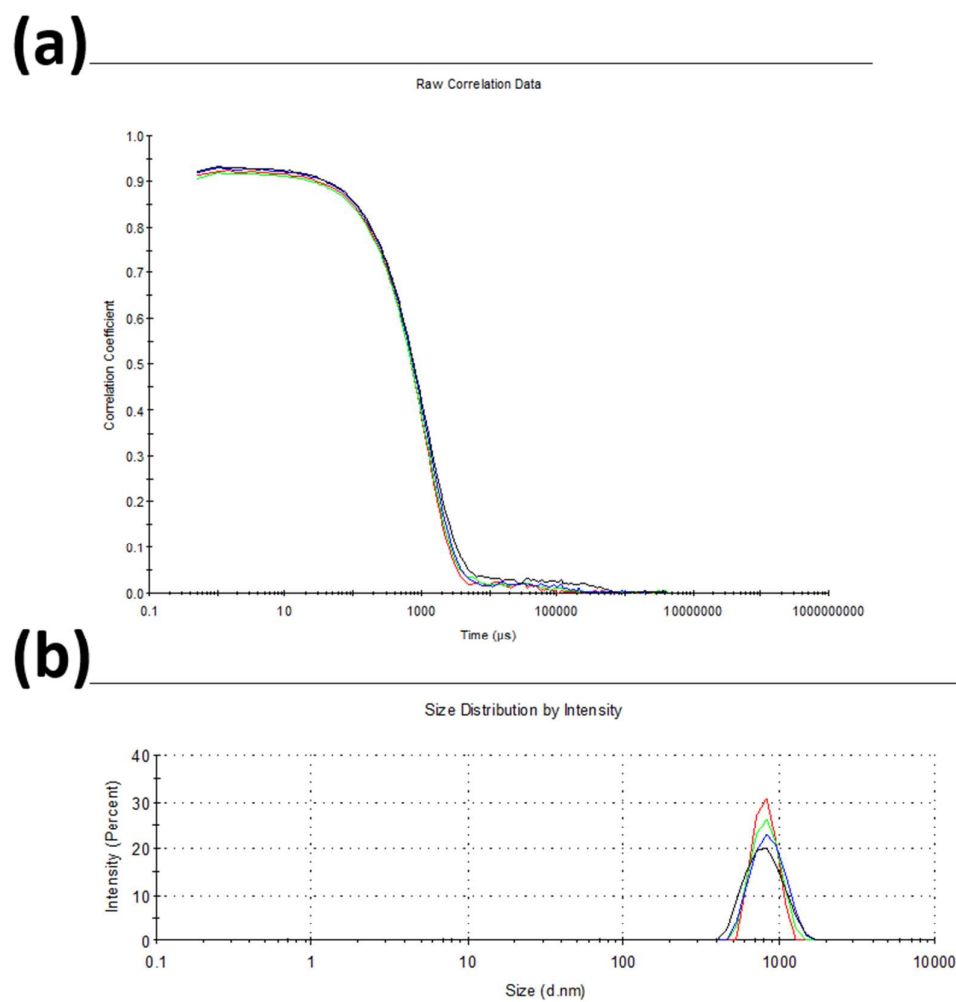 (a)
Raw Correlation Data
1.0
0.9
0.8
0.7
0.6
0.5
0.4
0.3
0.2
0.1
0.0
Correlation Coefficient
0.1 10 1000 100000 10000000 1000000000
Time (µs)
(b)
Size Distribution by Intensity
40
30
20
10
0
Intensity (Percent)
0.1 1 10 100 1000 10000
Size (d.nm)